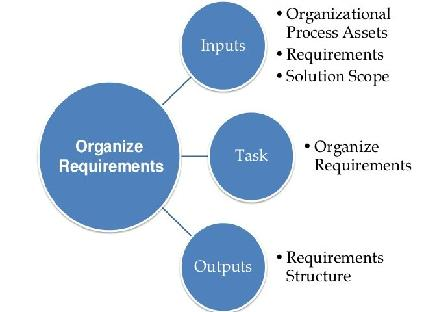 Organize
Requirements
Inputs
• Organizational
Process Assets
• Requirements
• Solution Scope
Task
• Organize
Requirements
Outputs
• Requirements
Structure